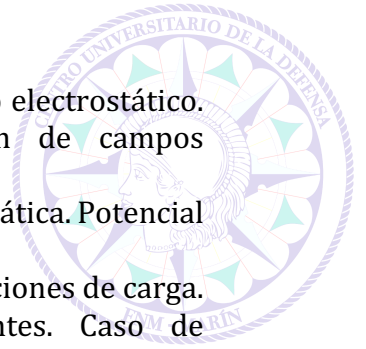 electrostático.
de campos
ática. Potencial
ciones de carga.
ntes. Caso de
CENTRO UNIVERSITARIO DE LA DEFENSA
ENM MARÍN